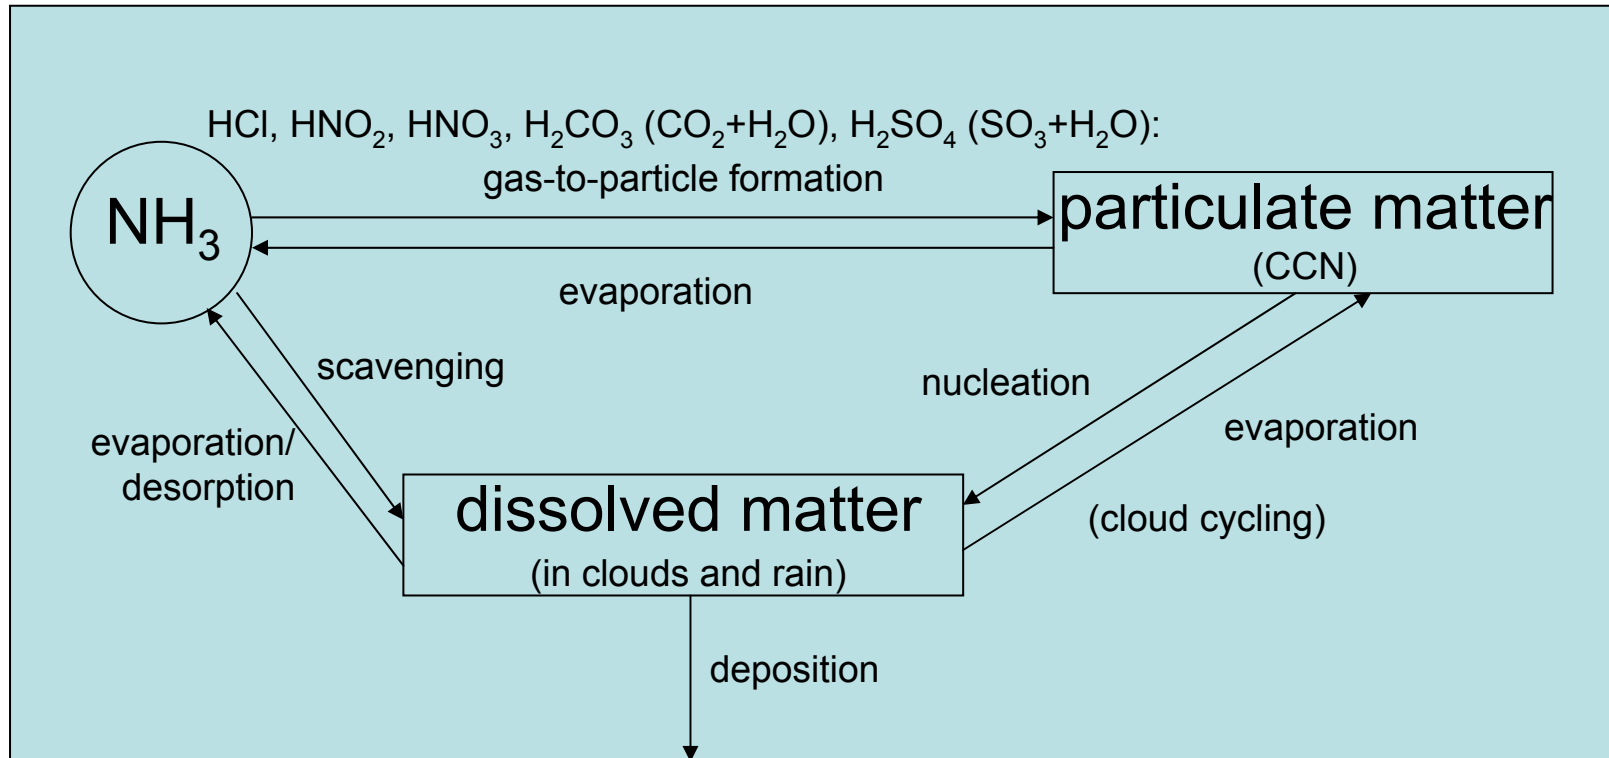 HCl, HNO₂, HNO₃, H₂CO₃ (CO₂+H₂O), H₂SO₄ (SO₃+H₂O):
gas-to-particle formation
NH₃
particulate matter
(CCN)
evaporation
scavenging
nucleation
evaporation/
desorption
evaporation
dissolved matter
(in clouds and rain)
(cloud cycling)
deposition